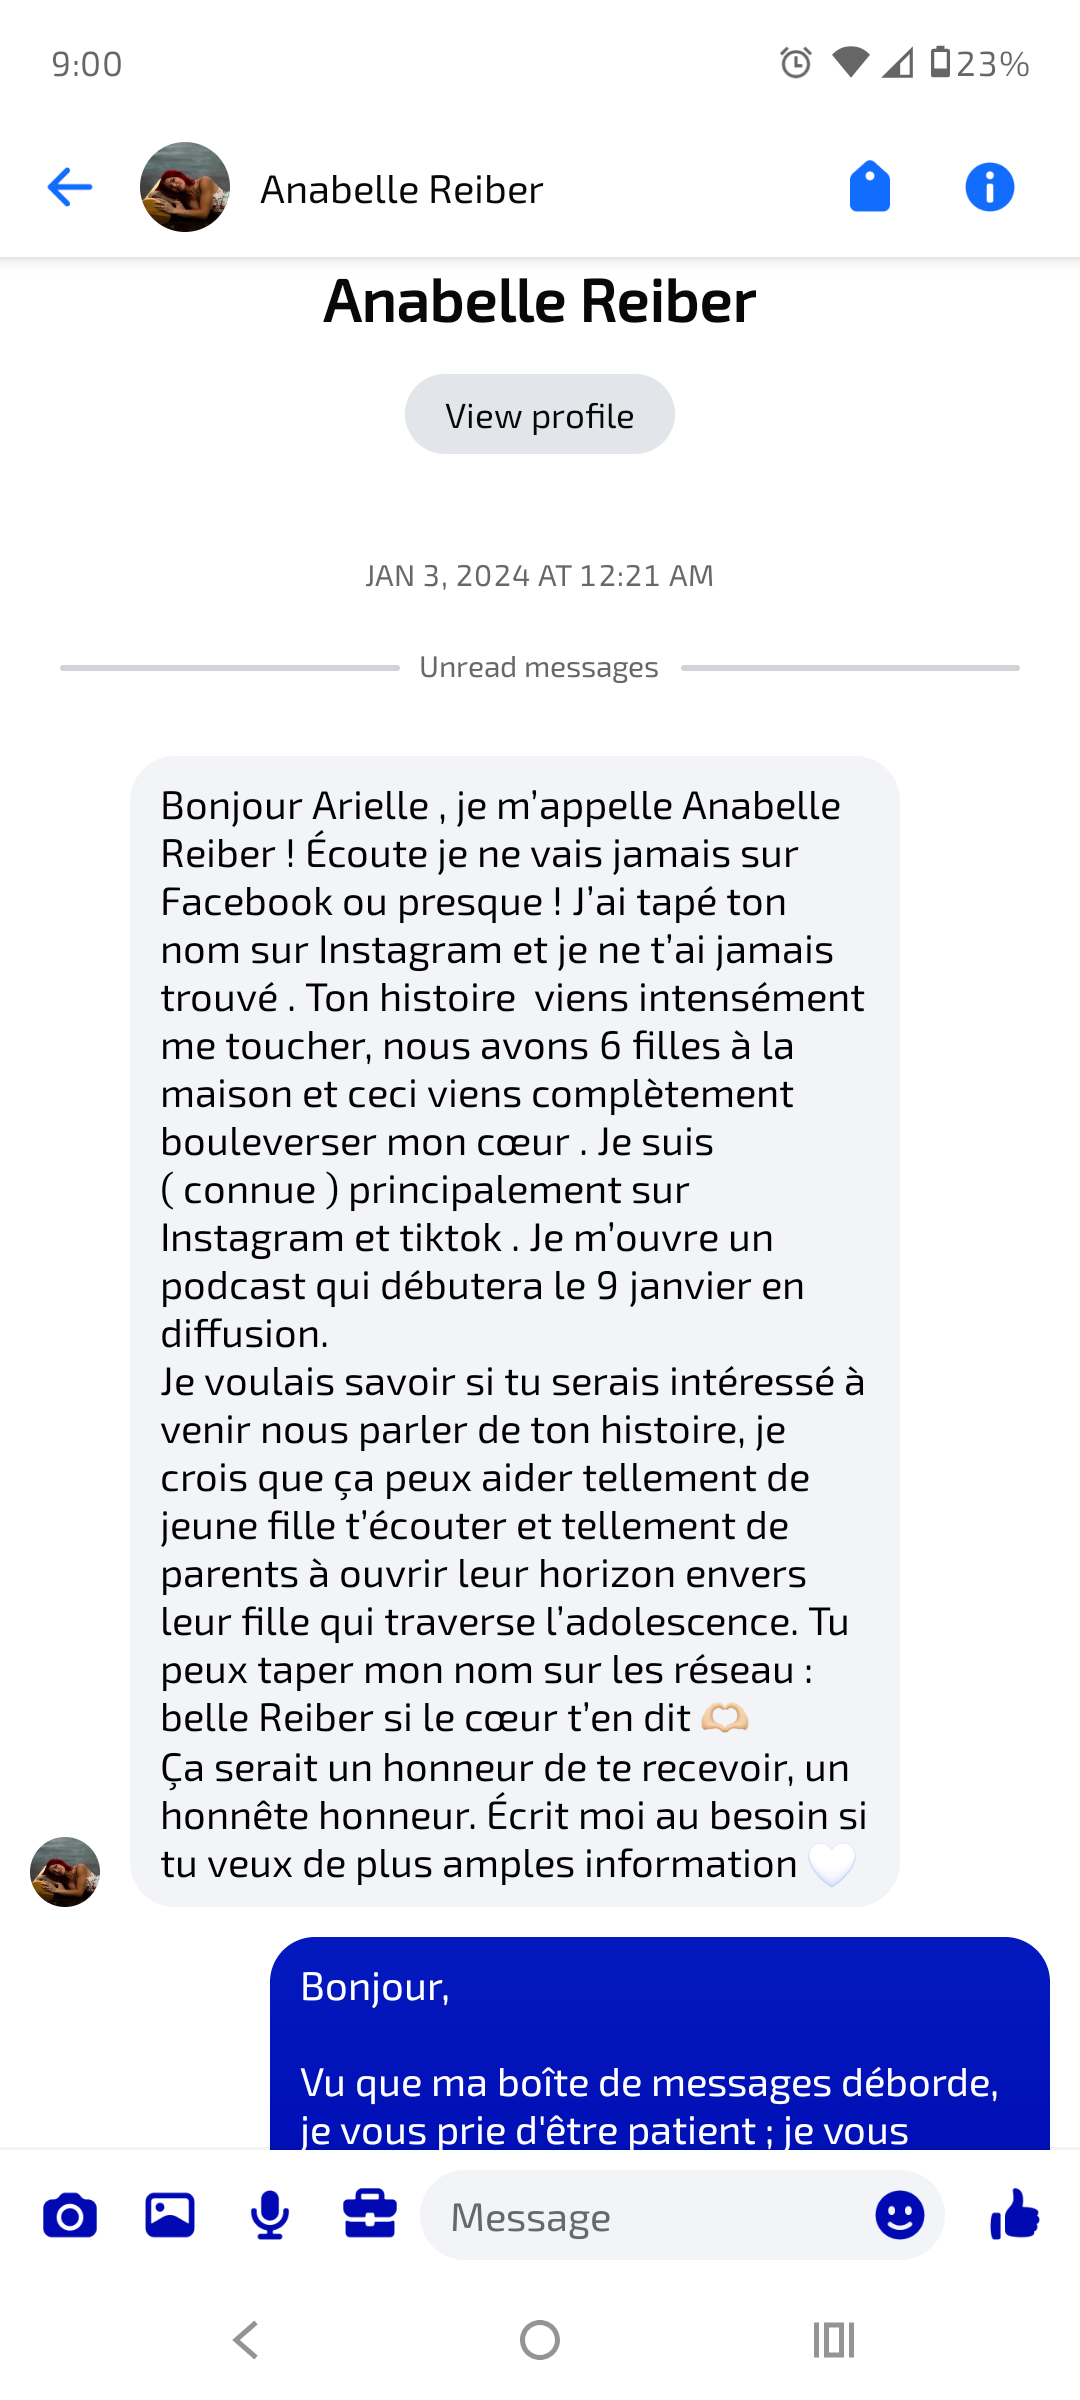 9:00
23%
Anabelle Reiber
Anabelle Reiber
View profile
JAN 3, 2024 AT 12:21 AM
Unread messages
Bonjour Arielle , je m’appelle Anabelle
Reiber ! Écoute je ne vais jamais sur
Facebook ou presque ! J’ai tapé ton
nom sur Instagram et je ne t’ai jamais
trouvé . Ton histoire  viens intensément
me toucher, nous avons 6 filles à la
maison et ceci viens complètement
bouleverser mon cœur . Je suis
( connue ) principalement sur
Instagram et tiktok . Je m’ouvre un
podcast qui débutera le 9 janvier en
diffusion.
Je voulais savoir si tu serais intéressé à
venir nous parler de ton histoire, je
crois que ça peux aider tellement de
jeune fille t’écouter et tellement de
parents à ouvrir leur horizon envers
leur fille qui traverse l’adolescence. Tu
peux taper mon nom sur les réseau :
belle Reiber si le cœur t’en dit 🫶🏻
Ça serait un honneur de te recevoir, un
honnête honneur. Écrit moi au besoin si
tu veux de plus amples information 🤍
Bonjour,
Vu que ma boîte de messages déborde,
je vous prie d'être patient ; je vous
Message